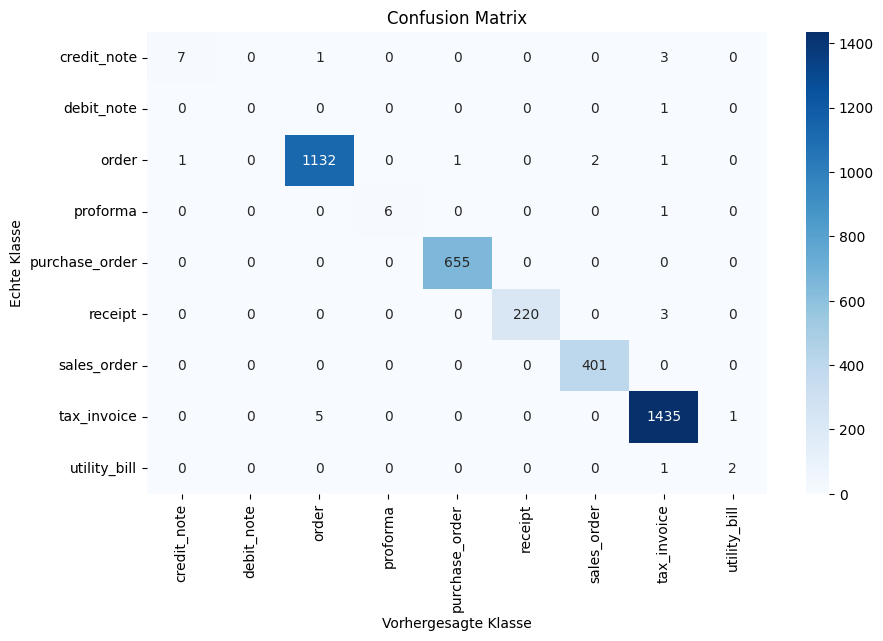 Confusion Matrix
credit_note 7 0 1 0 0 0 0 3 0
debit_note 0 0 0 0 0 0 0 1 0
order 1 0 1132 0 1 0 2 1 0
proforma 0 0 0 6 0 0 0 1 0
purchase_order 0 0 0 0 655 0 0 0 0
receipt 0 0 0 0 0 220 0 3 0
sales_order 0 0 0 0 0 0 401 0 0
tax_invoice 0 0 5 0 0 0 0 1435 1
utility_bill 0 0 0 0 0 0 0 1 2
Echte Klasse
credit_note
debit_note
order
proforma
purchase_order
receipt
sales_order
tax_invoice
utility_bill
Vorhergesagte Klasse
1400
1200
1000
800
600
400
200
0